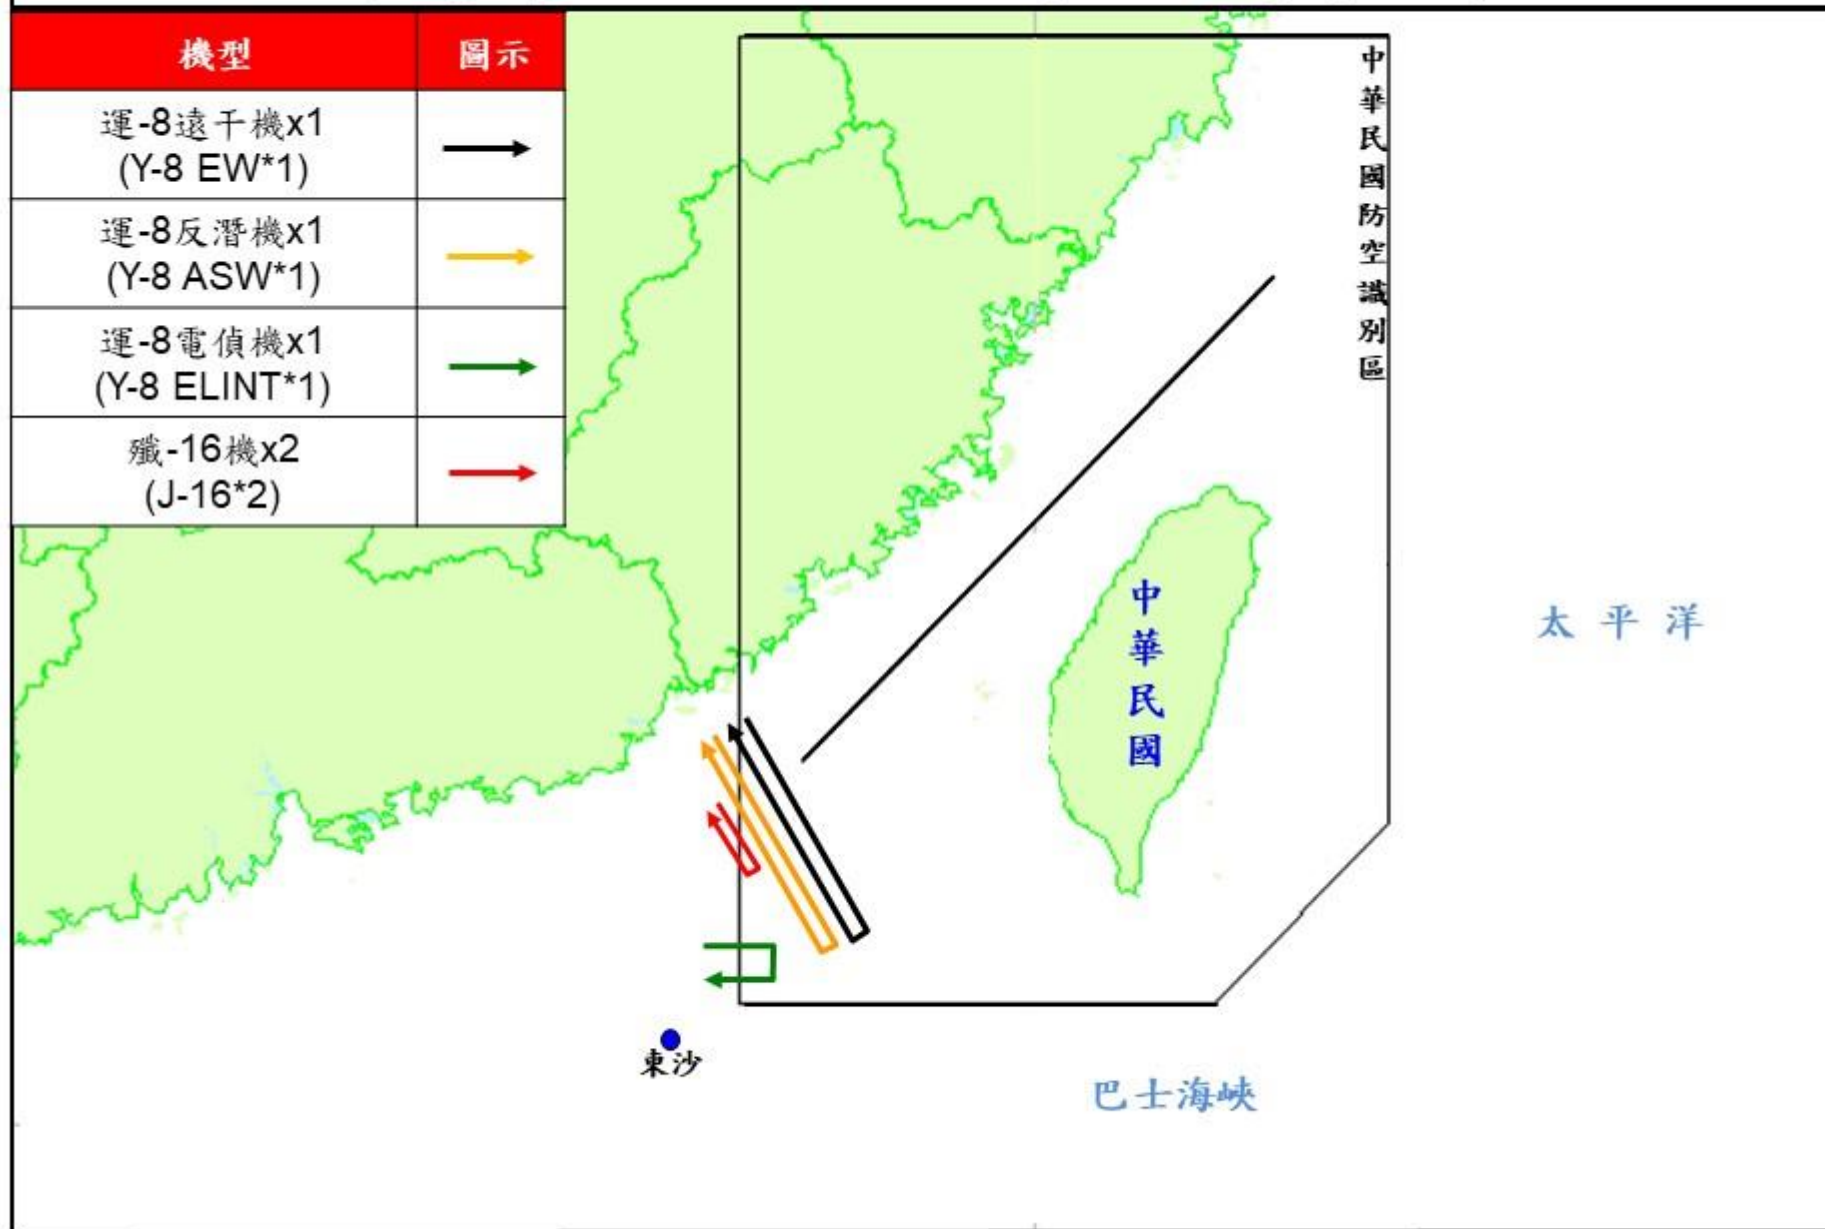 機型
圖示
運-8遠干機x1
(Y-8 EW*1)
運-8反潛機x1
(Y-8 ASW*1)
運-8電偵機x1
(Y-8 ELINT*1)
殲-16機x2
(J-16*2)
中華民國防空識別區
中華民國
太平洋
東沙
巴士海峽